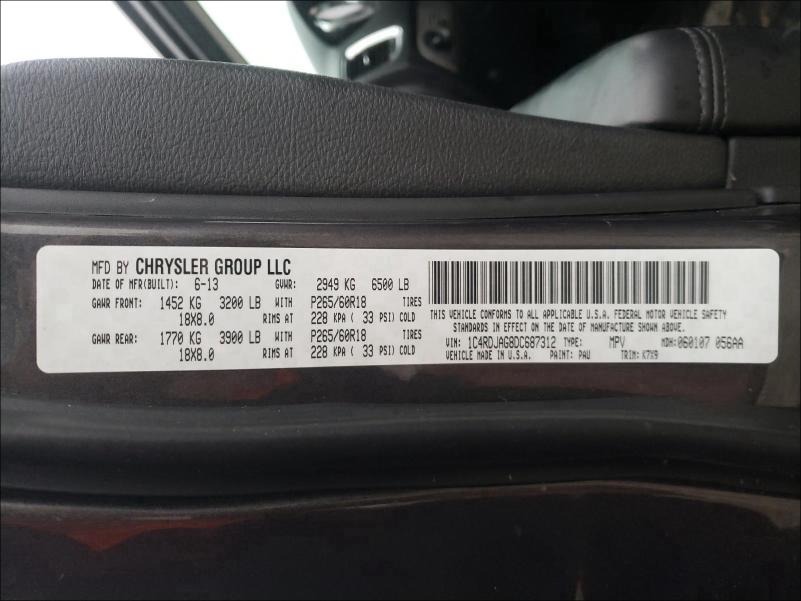 MFD BY CHRYSLER GROUP LLC
DATE OF MFR(BUILT): 6-13 GVWR: 2949 KG 6500 LB
GAWR FRONT: 1452 KG 3200 LB WITH P265/60R18 TIRES
18X8.0 RIMS AT 228 KPA ( 33 PSI) COLD
GAWR REAR: 1770 KG 3900 LB WITH P265/60R18 TIRES
18X8.0 RIMS AT 228 KPA ( 33 PSI) COLD
THIS VEHICLE CONFORMS TO ALL APPLICABLE U.S.A. FEDERAL MOTOR VEHICLE SAFETY
STANDARDS IN EFFECT ON THE DATE OF MANUFACTURE SHOWN ABOVE.
VIN: 1C4RDJAG8DC687312 TYPE: MPV MDH: 060107 056AA
VEHICLE MADE IN U.S.A. PAINT: PAU TRIM: K7X9